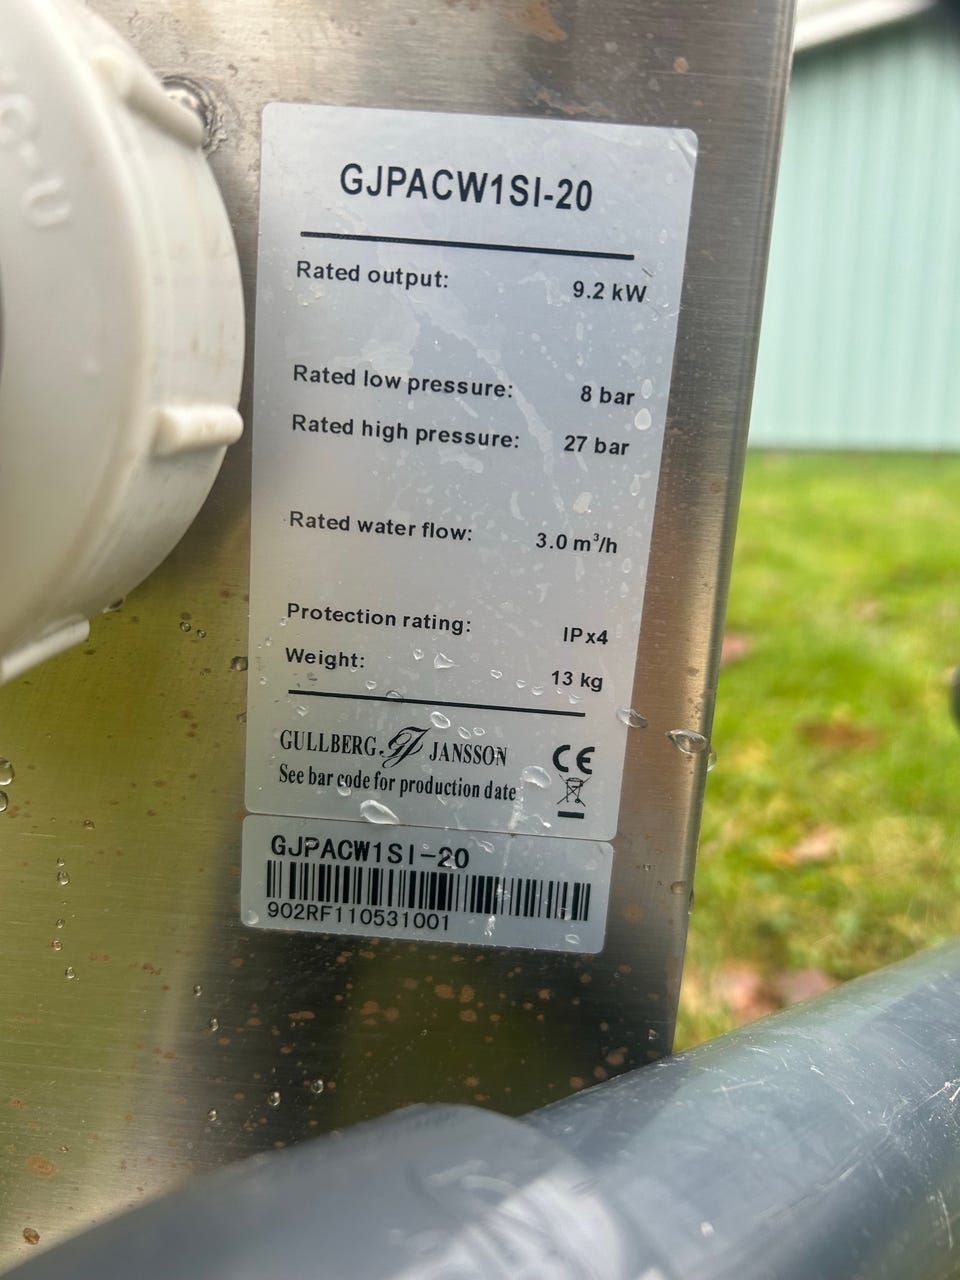 C-U
GJPACW1SI-20
Rated output: 9.2 kW
Rated low pressure: 8 bar
Rated high pressure: 27 bar
Rated water flow: 3.0 m³/h
Protection rating: IPx4
Weight: 13 kg
GULLBERG & JANSSON CE
See bar code for production date
GJPACW1SI-20
902RF110531001